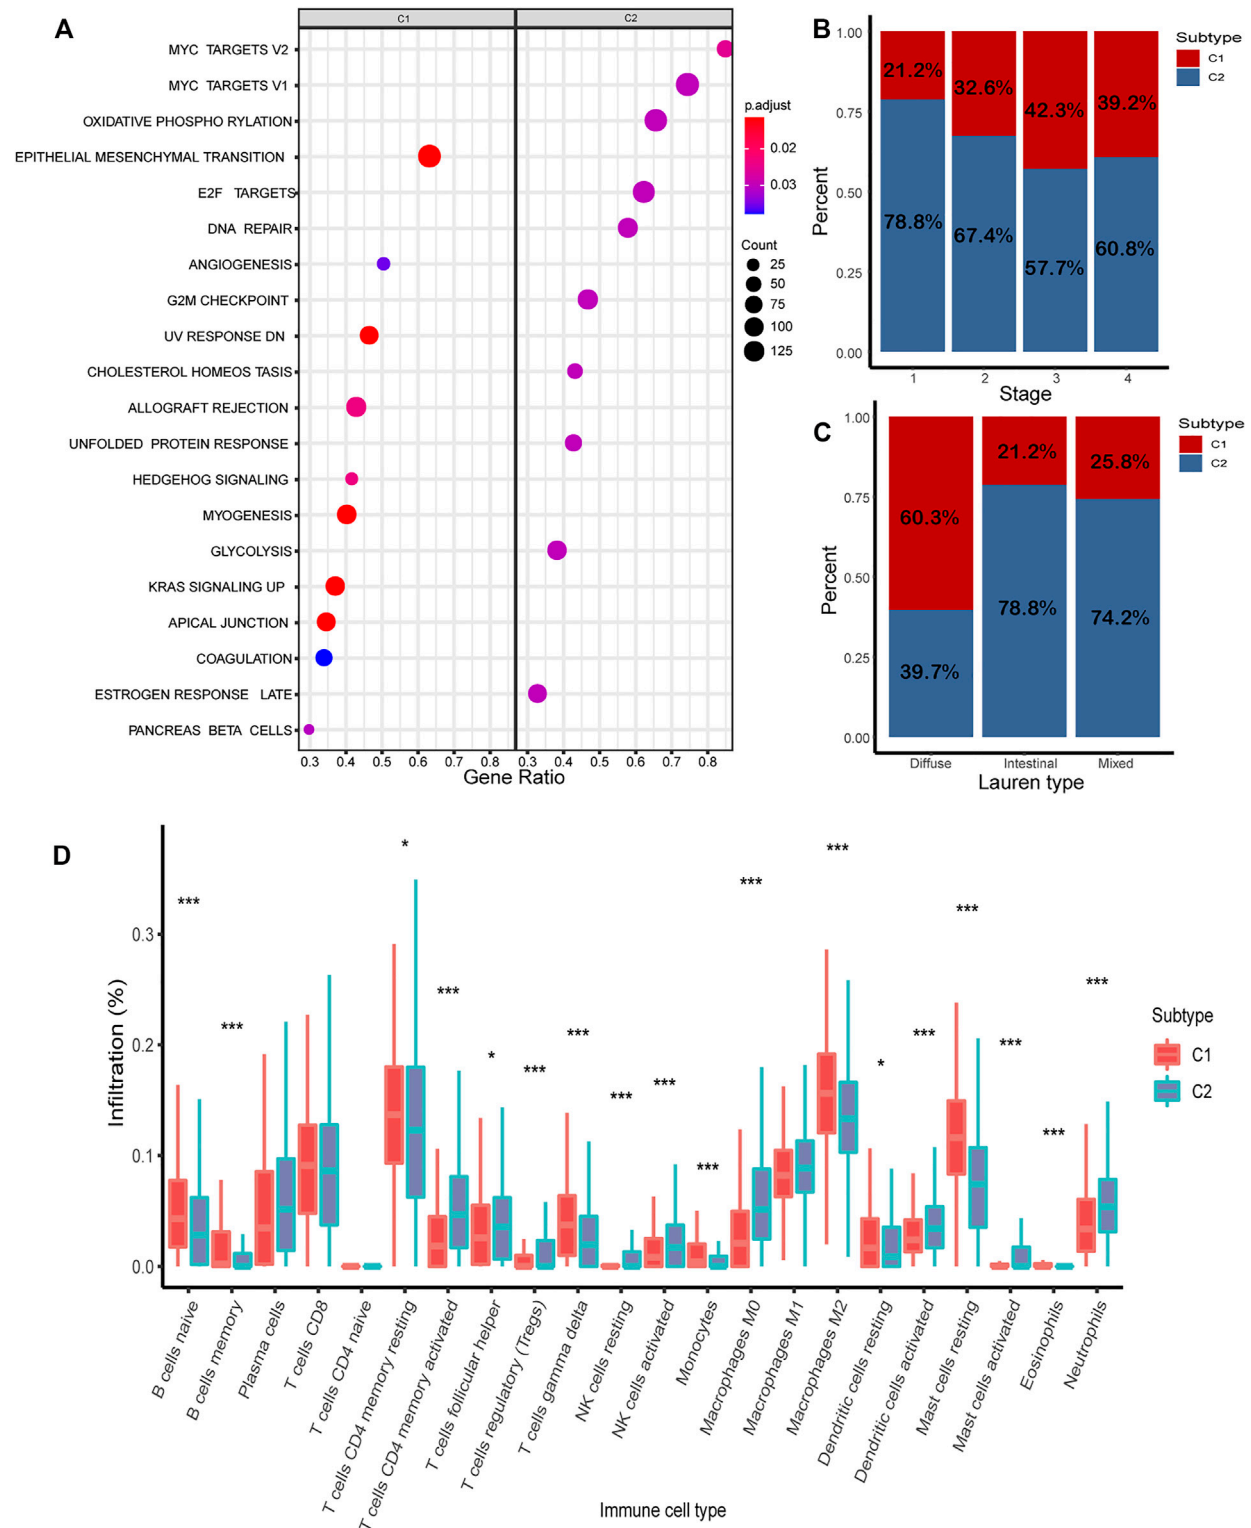 A
C1
C2
MYC TARGETS V2
MYC TARGETS V1
OXIDATIVE PHOSPHO RYLATION
EPITHELIAL MESENCHYMAL TRANSITION
E2F TARGETS
DNA REPAIR
ANGIOGENESIS
G2M CHECKPOINT
UV RESPONSE DN
CHOLESTEROL HOMEOS TASIS
ALLOGRAFT REJECTION
UNFOLDED PROTEIN RESPONSE
HEDGEHOG SIGNALING
MYOGENESIS
GLYCOLYSIS
KRAS SIGNALING UP
APICAL JUNCTION
COAGULATION
ESTROGEN RESPONSE LATE
PANCREAS BETA CELLS
0.3 0.4 0.5 0.6 0.7 0.8 0.3 0.4 0.5 0.6 0.7 0.8
Gene Ratio
p.adjust
0.02
0.03
Count
25
50
75
100
125
B
Percent
1.00
0.75
0.50
0.25
0.00
21.2%
32.6%
42.3%
39.2%
78.8%
67.4%
57.7%
60.8%
1 2 3 4
Stage
Subtype
C1
C2
C
Percent
1.00
0.75
0.50
0.25
0.00
60.3%
21.2%
25.8%
39.7%
78.8%
74.2%
Diffuse Intestinal Mixed
Lauren type
Subtype
C1
C2
D
Infiltration (%)
0.3
0.2
0.1
0.0
***
***
*
***
*
***
***
***
***
***
***
***
*
***
***
***
***
***
B cells naive
B cells memory
Plasma cells
T cells CD8
T cells CD4 naive
T cells CD4 memory resting
T cells CD4 memory activated
T cells follicular helper
T cells regulatory (Tregs)
T cells gamma delta
NK cells resting
NK cells activated
Monocytes
Macrophages M0
Macrophages M1
Macrophages M2
Dendritic cells resting
Dendritic cells activated
Mast cells resting
Mast cells activated
Eosinophils
Neutrophils
Immune cell type
Subtype
C1
C2